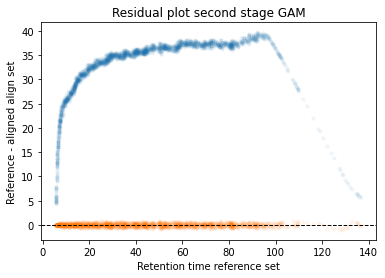 Residual plot second stage GAM
Reference - aligned align set
40
35
30
25
20
15
10
5
0
0 20 40 60 80 100 120 140
Retention time reference set